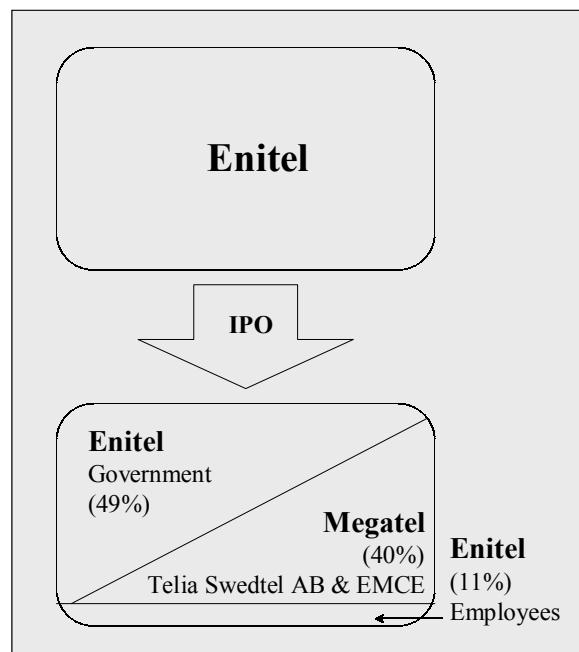 Enitel
IPO
Enitel
Government
(49%)
Megatel
(40%)
Telia Swedtel AB & EMCE
Enitel
(11%)
Employees